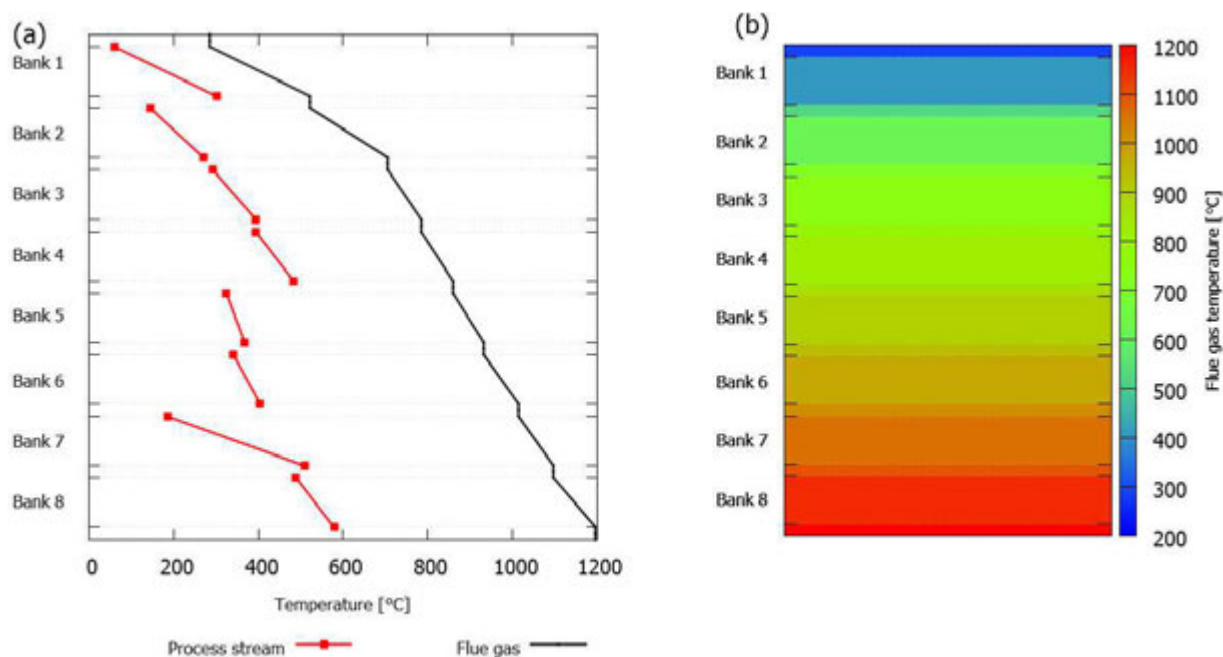 (a)
Bank 1
Bank 2
Bank 3
Bank 4
Bank 5
Bank 6
Bank 7
Bank 8
0 200 400 600 800 1000 1200
Temperature [°C]
Process stream
Flue gas
(b)
Bank 1
Bank 2
Bank 3
Bank 4
Bank 5
Bank 6
Bank 7
Bank 8
1200
1100
1000
900
800
700
600
500
400
300
200
Flue gas temperature [°C]